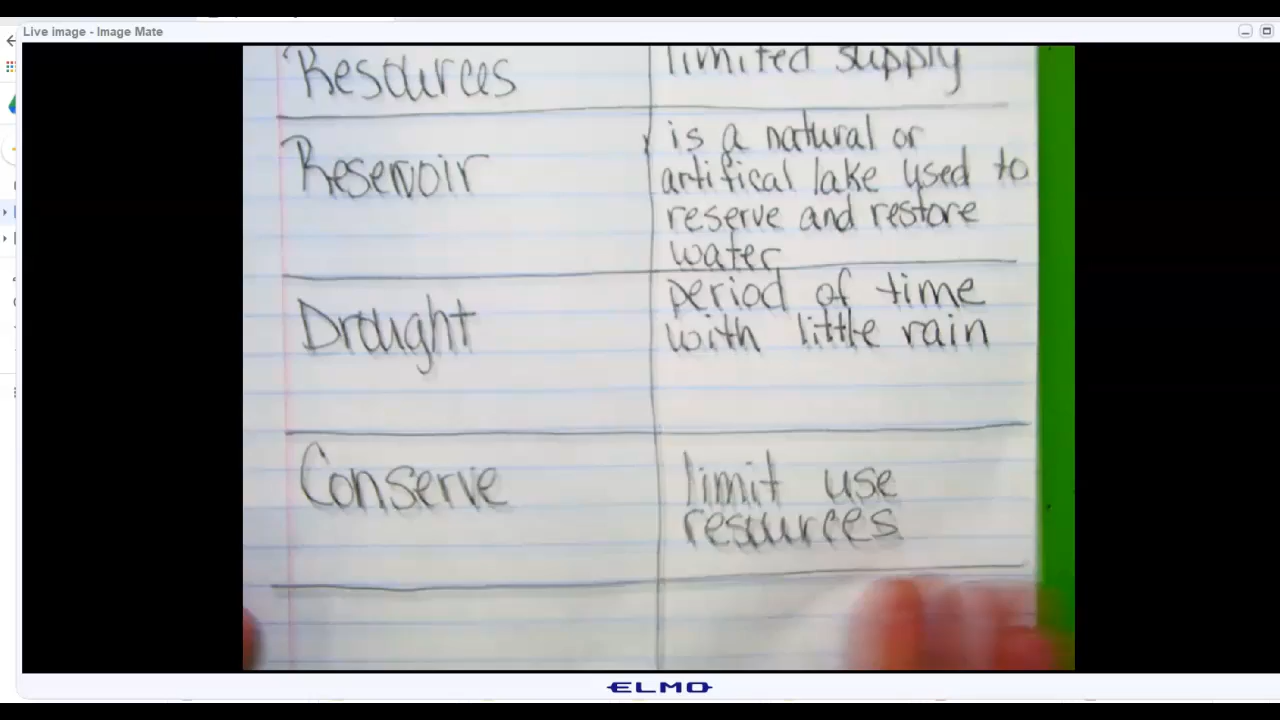 Live image - Image Mate
Resources
limited supply
Reservoir
is a natural or
artifical lake used to
reserve and restore
water
Drought
period of time
with little rain
Conserve
limit use
resources
ELMO